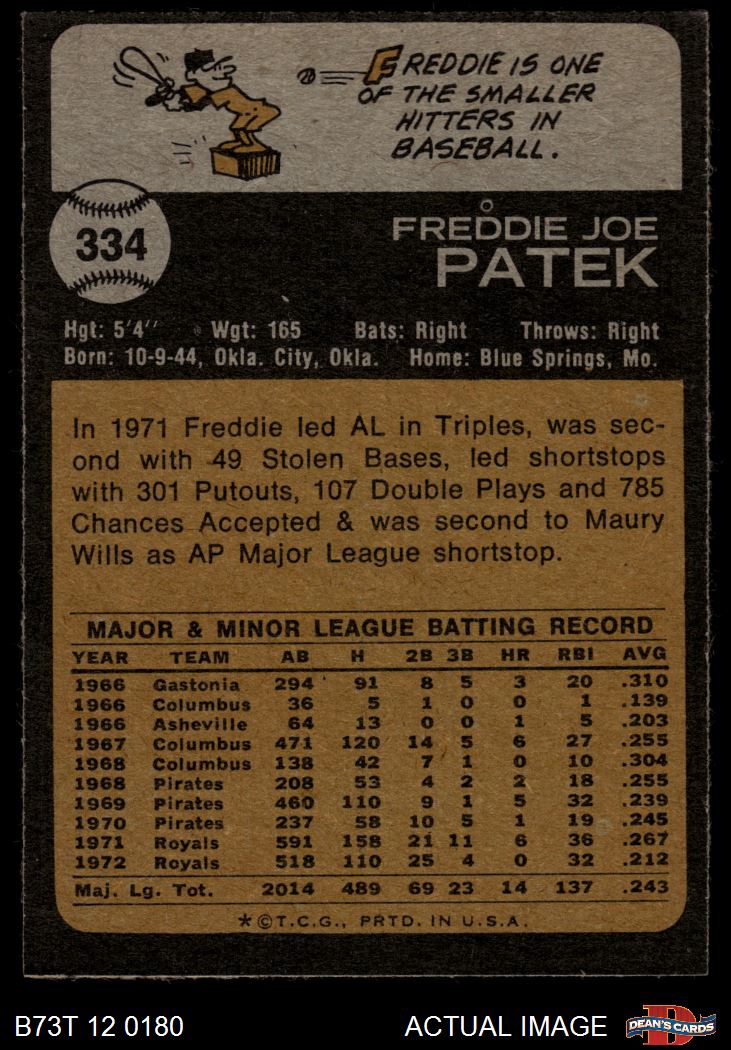 FREDDIE IS ONE
OF THE SMALLER
HITTERS IN
BASEBALL.
334
FREDDIE JOE
PATEK
Hgt: 5'4" Wgt: 165 Bats: Right Throws: Right
Born: 10-9-44, Okla. City, Okla. Home: Blue Springs, Mo.
In 1971 Freddie led AL in Triples, was sec-
ond with 49 Stolen Bases, led shortstops
with 301 Putouts, 107 Double Plays and 785
Chances Accepted & was second to Maury
Wills as AP Major League shortstop.
MAJOR & MINOR LEAGUE BATTING RECORD
YEAR TEAM AB H 2B 3B HR RBI AVG
1966 Gastonia 294 91 8 5 3 20 .310
1966 Columbus 36 5 1 0 0 1 .139
1966 Asheville 64 13 0 0 1 5 .203
1967 Columbus 471 120 14 5 6 27 .255
1968 Columbus 138 42 7 1 0 10 .304
1968 Pirates 208 53 4 2 2 18 .255
1969 Pirates 460 110 9 1 5 32 .239
1970 Pirates 237 58 10 5 1 19 .245
1971 Royals 591 158 21 11 6 36 .267
1972 Royals 518 110 25 4 0 32 .212
Maj. Lg. Tot. 2014 489 69 23 14 137 .243
*©T.C.G., PRTD. IN U.S.A.
B73T 12 0180 ACTUAL IMAGE D DEAN'S CARDS